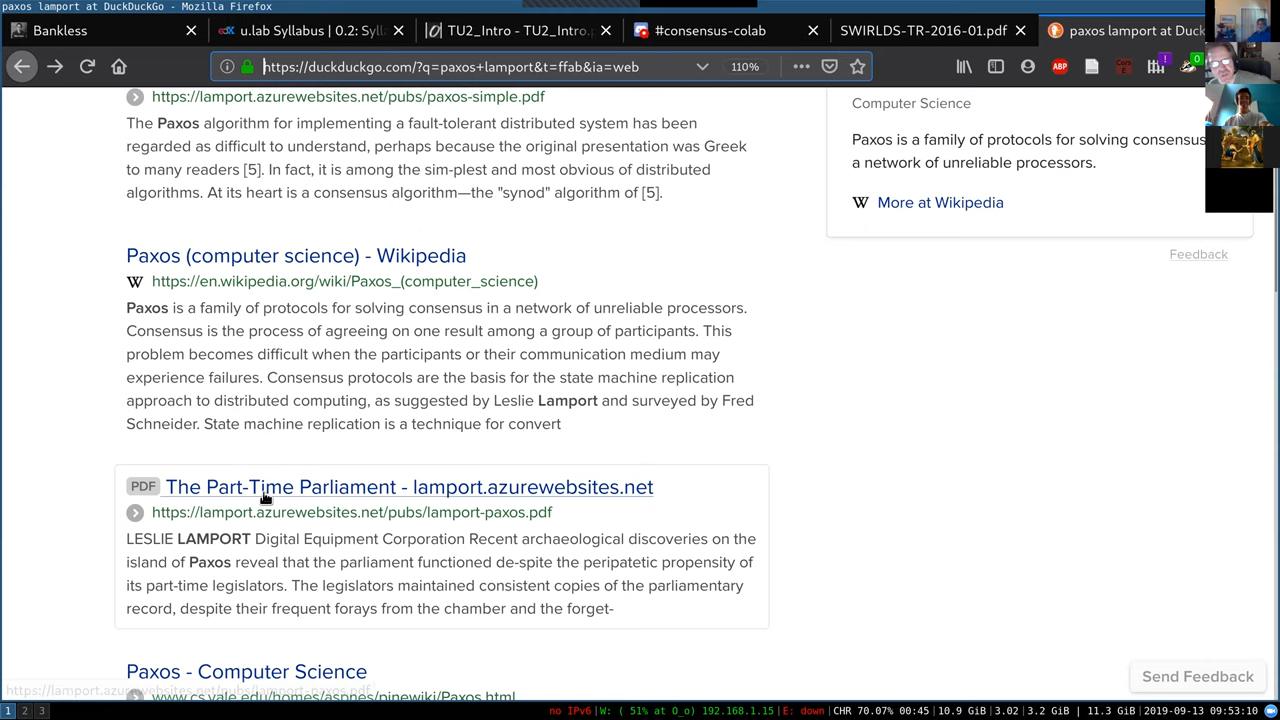 paxos lamport at DuckDuckGo - Mozilla Firefox
Bankless
u.lab Syllabus | 0.2: Syll
TU2_Intro - TU2_Intro.
#consensus-colab
SWIRLDS-TR-2016-01.pdf
paxos lamport at Duck
https://duckduckgo.com/?q=paxos+lamport&t=ffab&ia=web
110%
ABP
0
https://lamport.azurewebsites.net/pubs/paxos-simple.pdf
The Paxos algorithm for implementing a fault-tolerant distributed system has been
regarded as difficult to understand, perhaps because the original presentation was Greek
to many readers [5]. In fact, it is among the sim-plest and most obvious of distributed
algorithms. At its heart is a consensus algorithm—the "synod" algorithm of [5].
Paxos (computer science) - Wikipedia
W https://en.wikipedia.org/wiki/Paxos_(computer_science)
Paxos is a family of protocols for solving consensus in a network of unreliable processors.
Consensus is the process of agreeing on one result among a group of participants. This
problem becomes difficult when the participants or their communication medium may
experience failures. Consensus protocols are the basis for the state machine replication
approach to distributed computing, as suggested by Leslie Lamport and surveyed by Fred
Schneider. State machine replication is a technique for convert
PDF The Part-Time Parliament - lamport.azurewebsites.net
https://lamport.azurewebsites.net/pubs/lamport-paxos.pdf
LESLIE LAMPORT Digital Equipment Corporation Recent archaeological discoveries on the
island of Paxos reveal that the parliament functioned de-spite the peripatetic propensity of
its part-time legislators. The legislators maintained consistent copies of the parliamentary
record, despite their frequent forays from the chamber and the forget-
Paxos - Computer Science
www.cs.yale.edu/homes/aspnes/pinewiki/Paxos.html
Computer Science
Paxos is a family of protocols for solving consensus
a network of unreliable processors.
W More at Wikipedia
Feedback
Send Feedback
https://lamport.azurewebsites.net/pubs/lamport-paxos.pdf
1 2 3
no IPv6|W: ( 51% at O_o) 192.168.1.15|E: down|CHR 70.07% 00:45|10.9 GiB|3.02, 3.2 | 11.3 GiB|2019-09-13 09:53:10